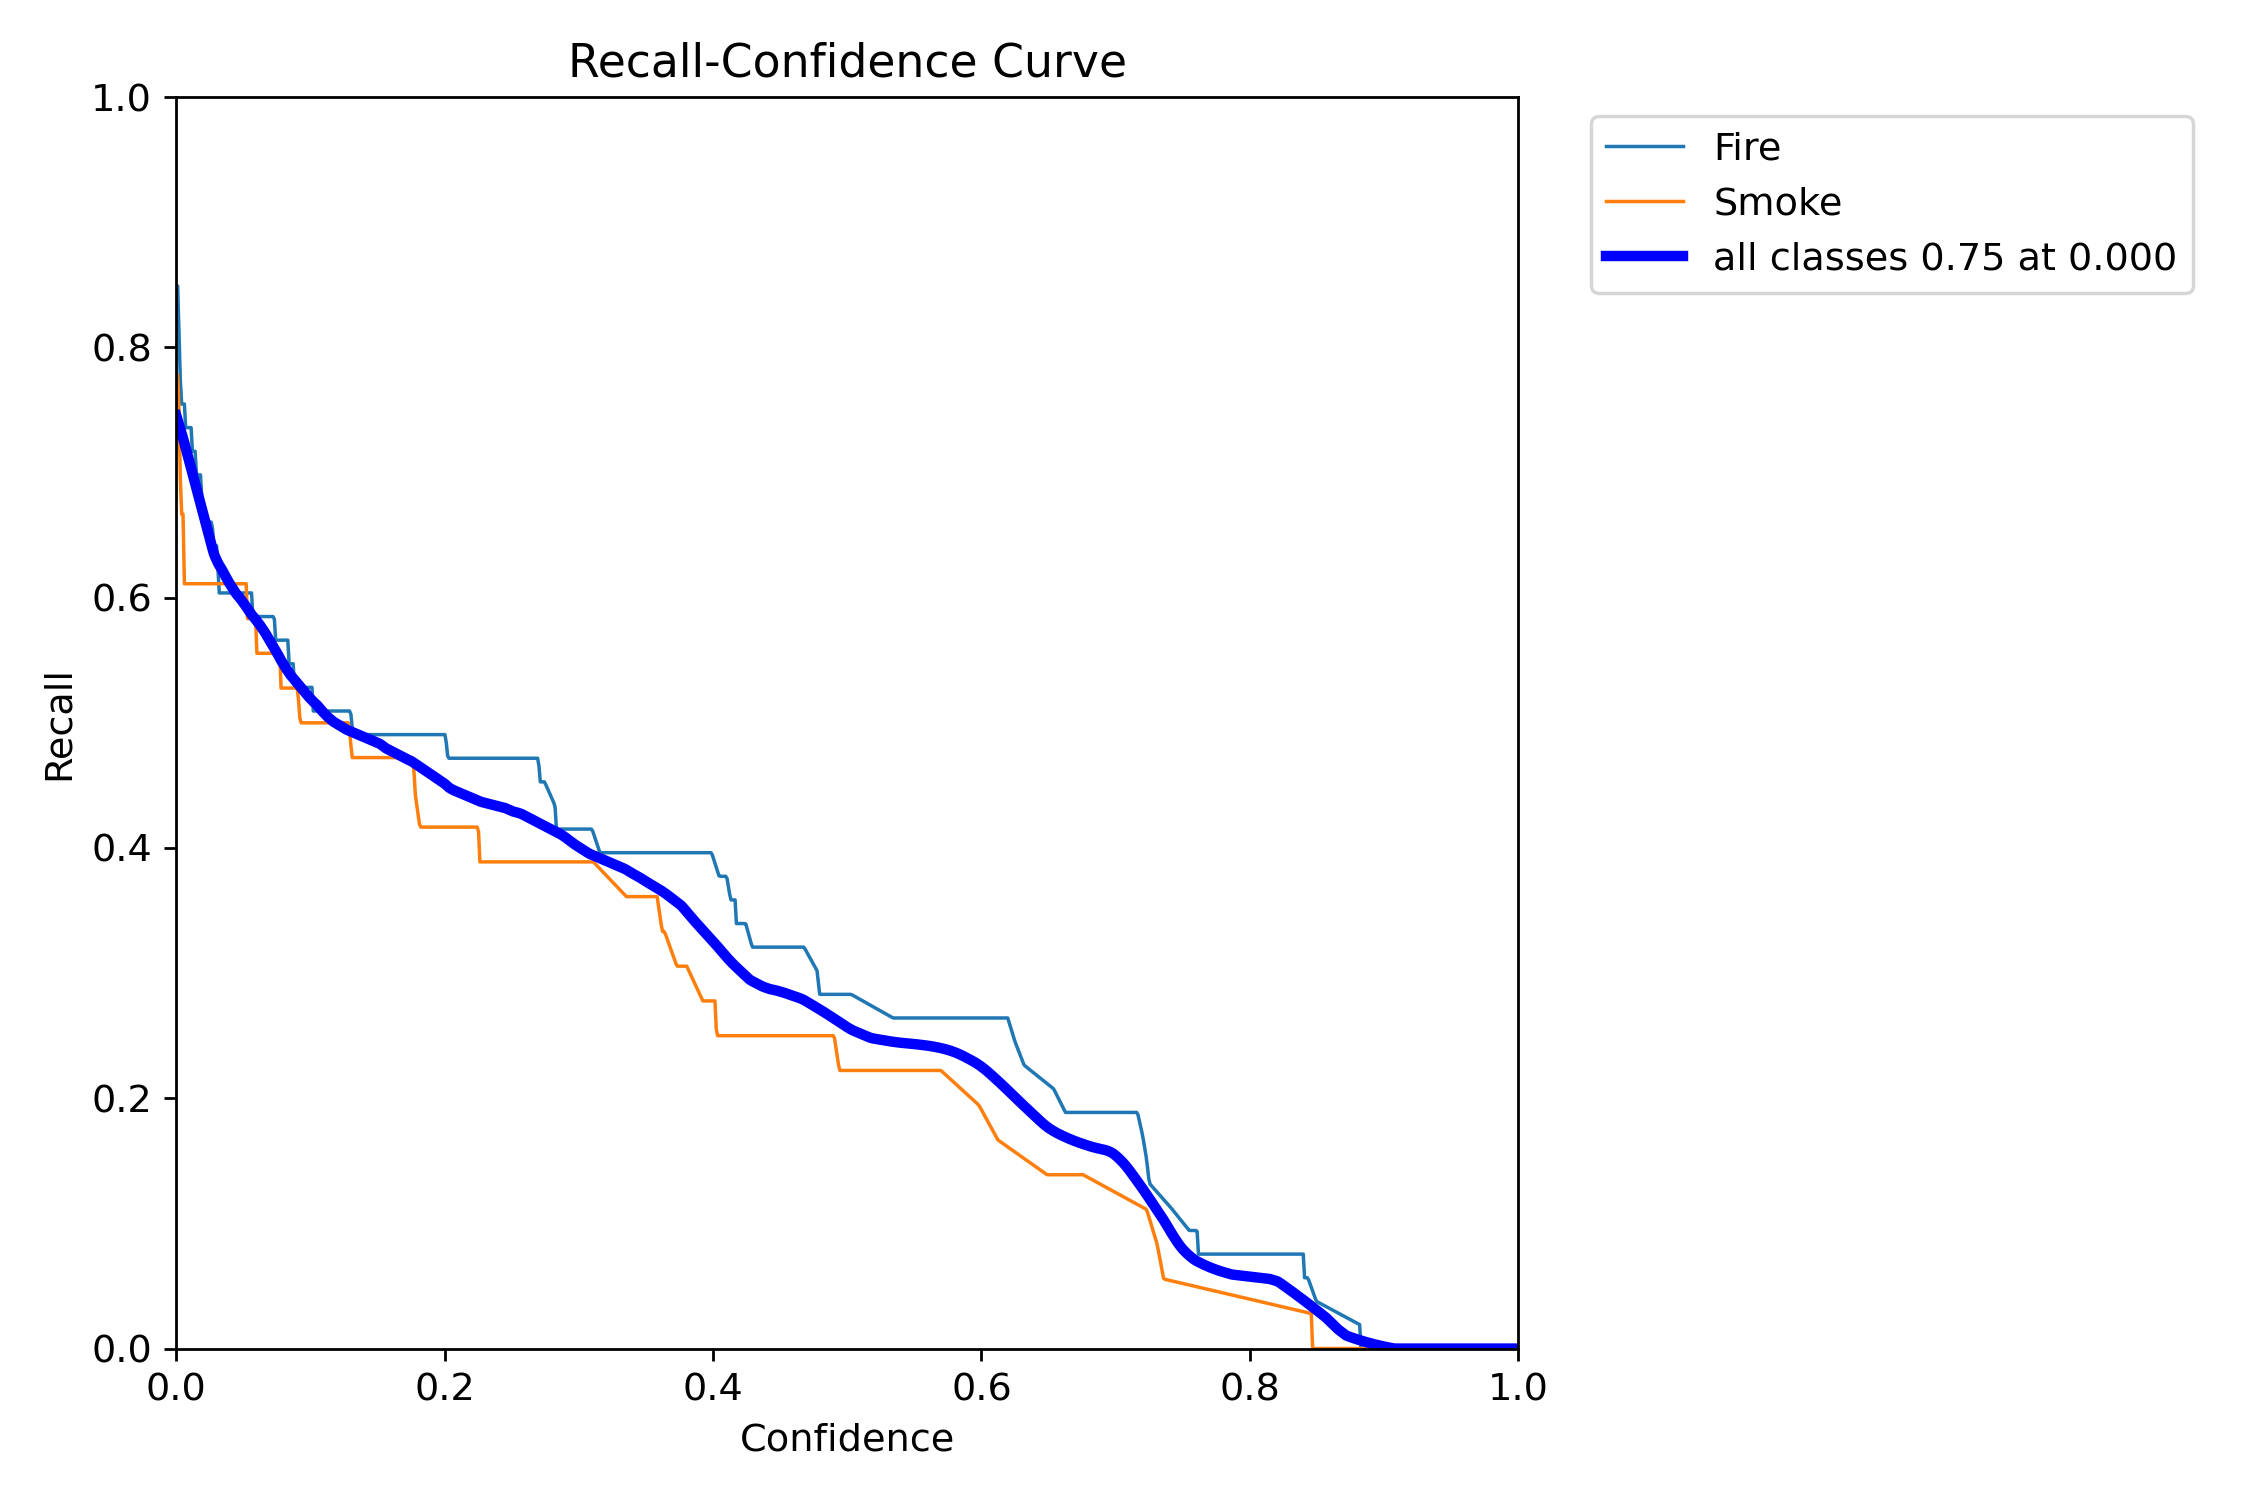 Recall-Confidence Curve
1.0
0.8
0.6
0.4
0.2
0.0
Recall
0.0 0.2 0.4 0.6 0.8 1.0
Confidence
Fire
Smoke
all classes 0.75 at 0.000